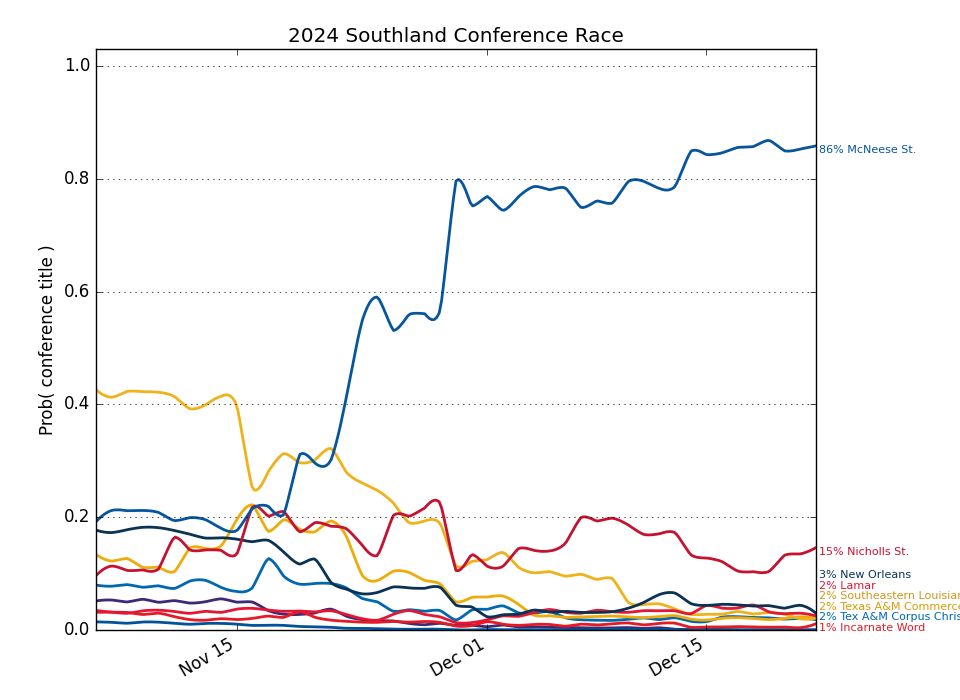 2024 Southland Conference Race
Prob( conference title )
1.0
0.8
0.6
0.4
0.2
0.0
Nov 15
Dec 01
Dec 15
86% McNeese St.
15% Nicholls St.
3% New Orleans
2% Lamar
2% Southeastern Louisian
2% Texas A&M Commerce
2% Tex A&M Corpus Chris
1% Incarnate Word